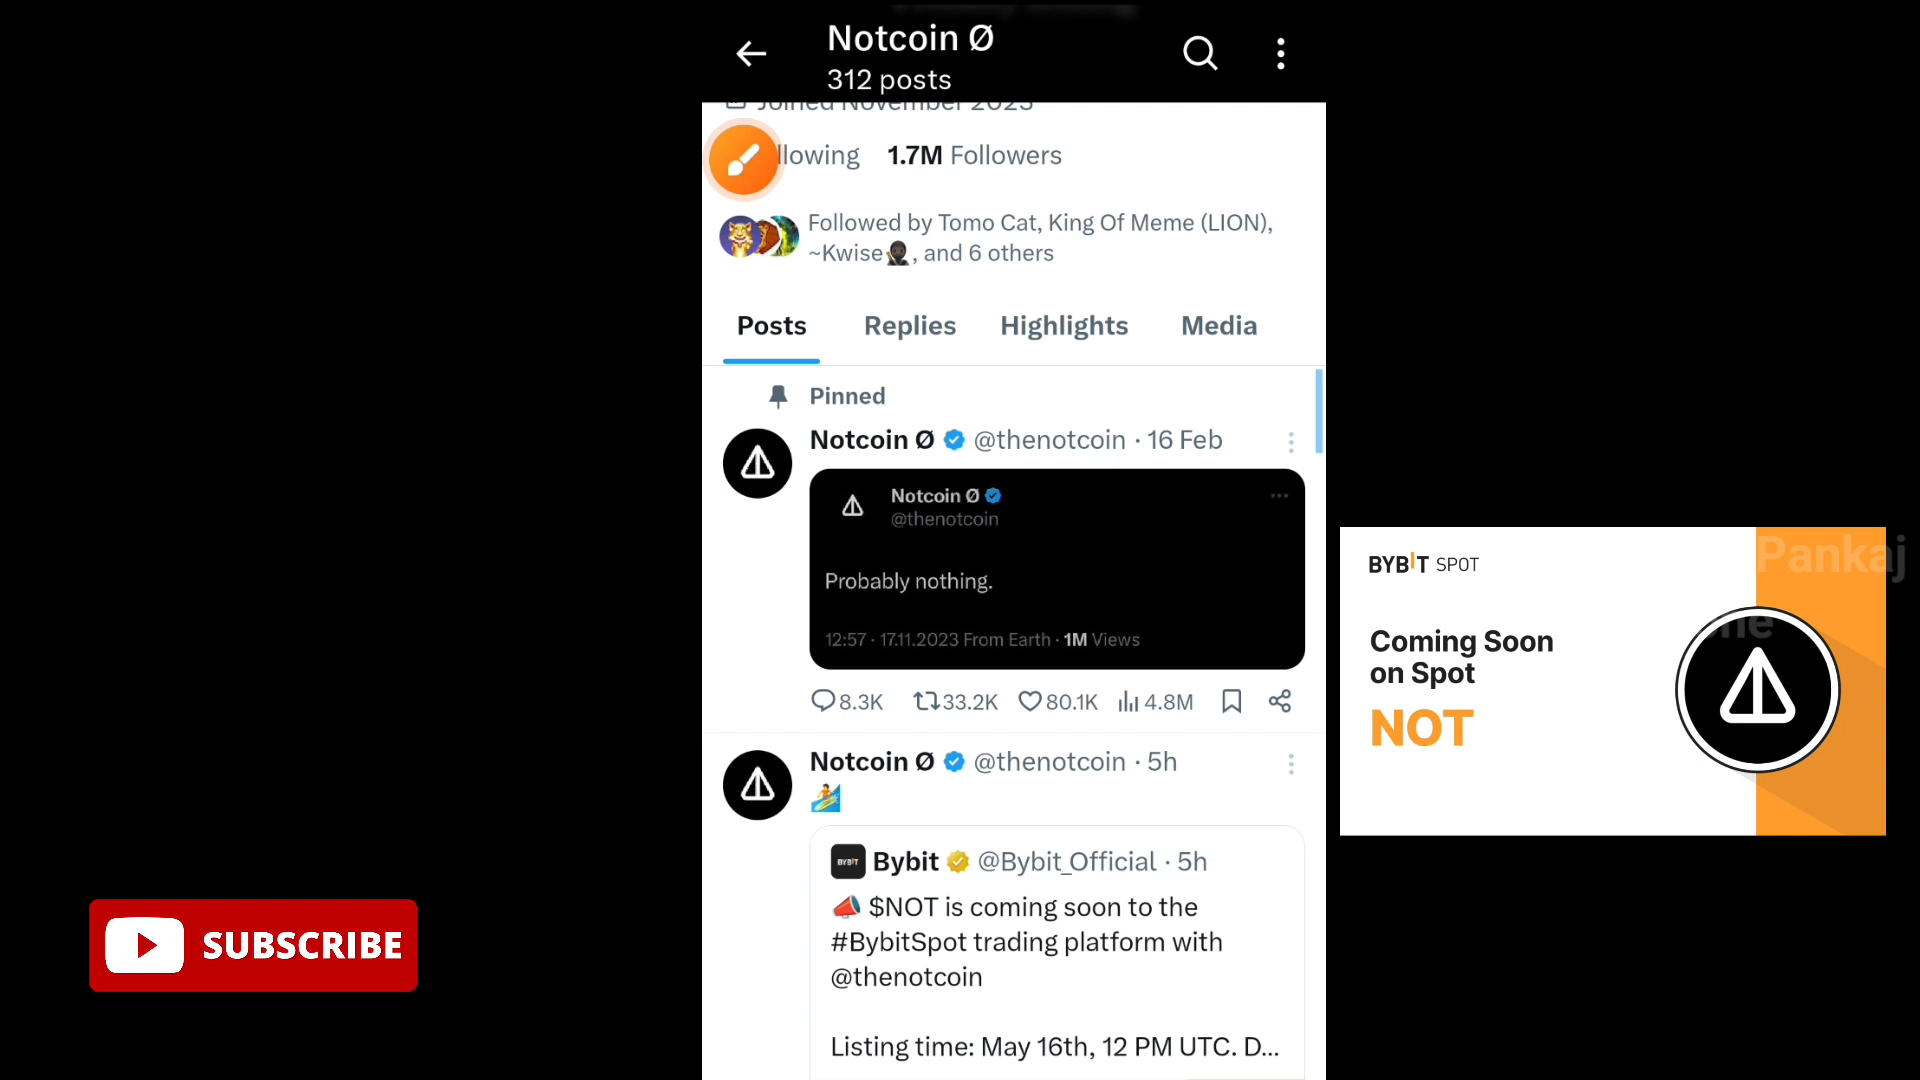 Notcoin Ø
312 posts
Joined November 2023
llowing 1.7M Followers
Followed by Tomo Cat, King Of Meme (LION),
~Kwise🥷🏿, and 6 others
Posts Replies Highlights Media
Pinned
Notcoin Ø @thenotcoin · 16 Feb
Notcoin Ø
@thenotcoin
Probably nothing.
12:57 · 17.11.2023 From Earth · 1M Views
8.3K 33.2K 80.1K 4.8M
Notcoin Ø @thenotcoin · 5h
🏄
BYBIT
Bybit @Bybit_Official · 5h
📣 $NOT is coming soon to the
#BybitSpot trading platform with
@thenotcoin
Listing time: May 16th, 12 PM UTC. D...
BYBIT SPOT
Coming Soon
on Spot
NOT
Pankaj
SUBSCRIBE